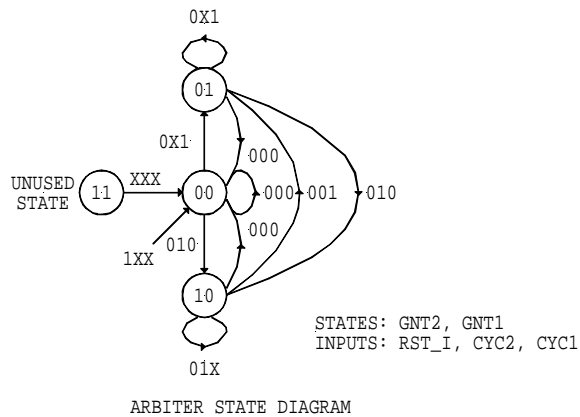 0X1
01
0X1
000
UNUSED
STATE
11
XXX
00
000
001
010
000
1XX
010
10
01X
STATES: GNT2, GNT1
INPUTS: RST_I, CYC2, CYC1
ARBITER STATE DIAGRAM